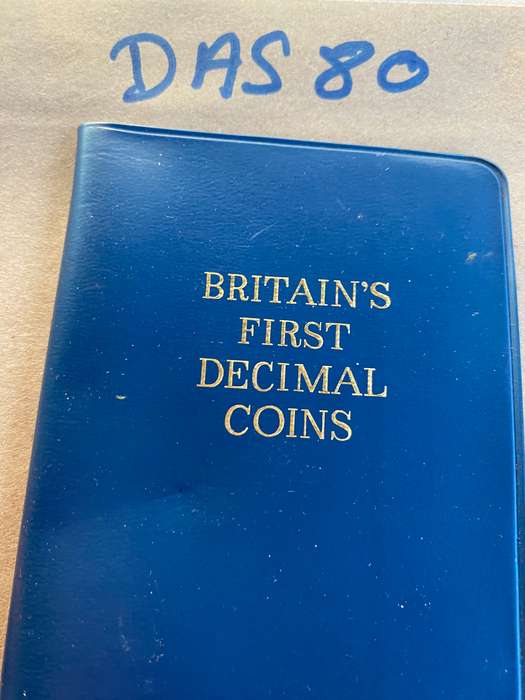 DAS 80
BRITAIN'S
FIRST
DECIMAL
COINS